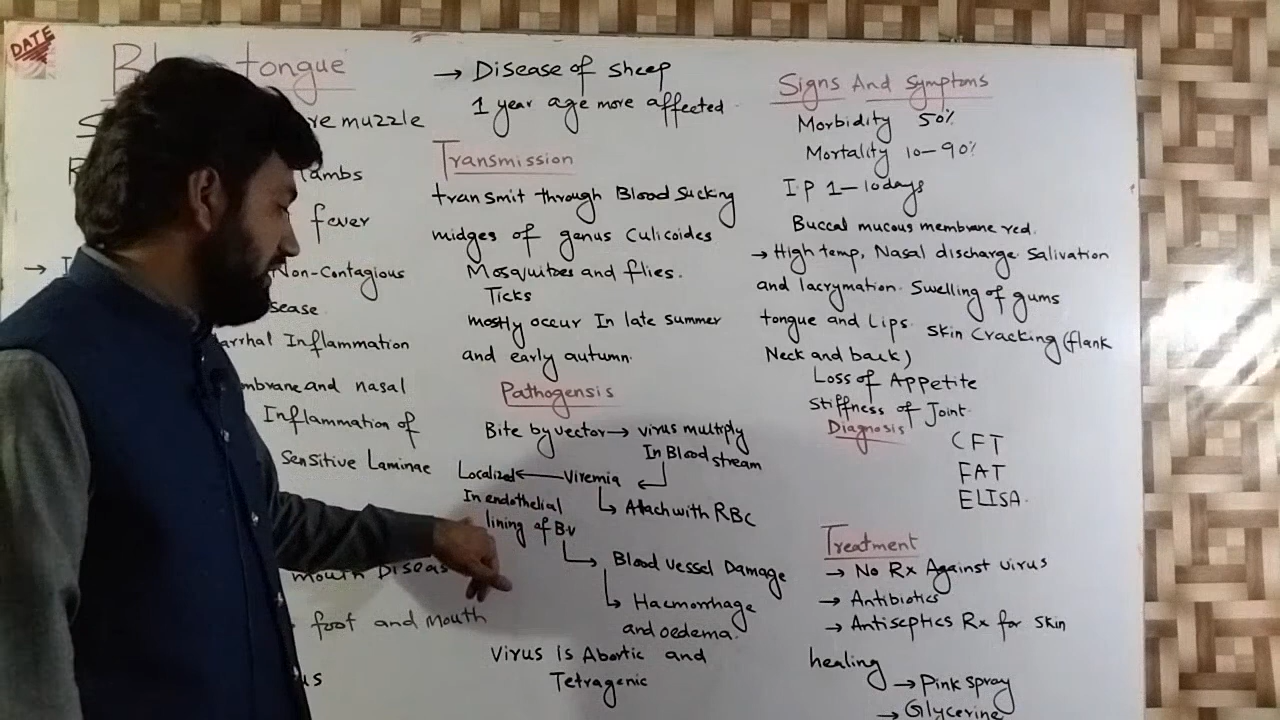 DATE
tongue
re muzzle
lambs
fever
Non-Contagious
sease
arrhal Inflammation
mbrane and nasal
Inflammation of
Sensitive Laminae
mouth Diseas
foot and Mouth
us
→ Disease of sheep
1 year age more affected
Transmission
transmit through Blood sucking
midges of genus Culicoides
Mosquitoes and flies.
Ticks
mostly occur In late summer
and early autumn.
Pathogensis
Bite by vector → virus multiply
In Blood stream
Localized ← Viremia
In endothelial
lining of B.v
Attach with RBC
Blood vessel Damage
Haemorrhage
and oedema.
Virus is Abortic and
Tetragenic
Signs And Symptoms
Morbidity 50%
Mortality 10-90%
I.p 1-10days
Buccal mucous membrane red.
→ High temp, Nasal discharge. Salivation
and lacrymation. Swelling of gums
tongue and Lips. skin cracking (flank
Neck and back)
Loss of Appetite
Stiffness of Joint.
Diagnosis
CFT
FAT
ELISA.
Treatment
→ No Rx Against virus
→ Antibiotics
→ Antiseptics Rx for skin
healing
→ Pink spray
→ Glycerine